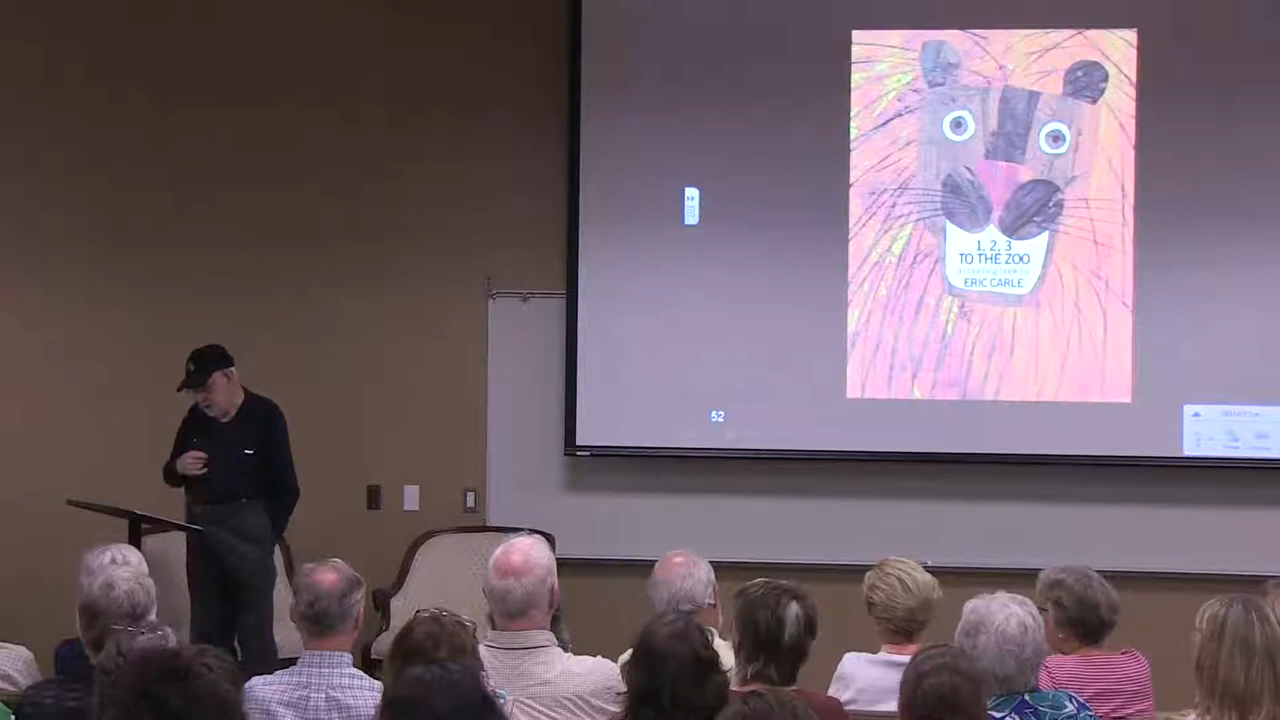 1, 2, 3
TO THE ZOO
a counting book by
ERIC CARLE
52